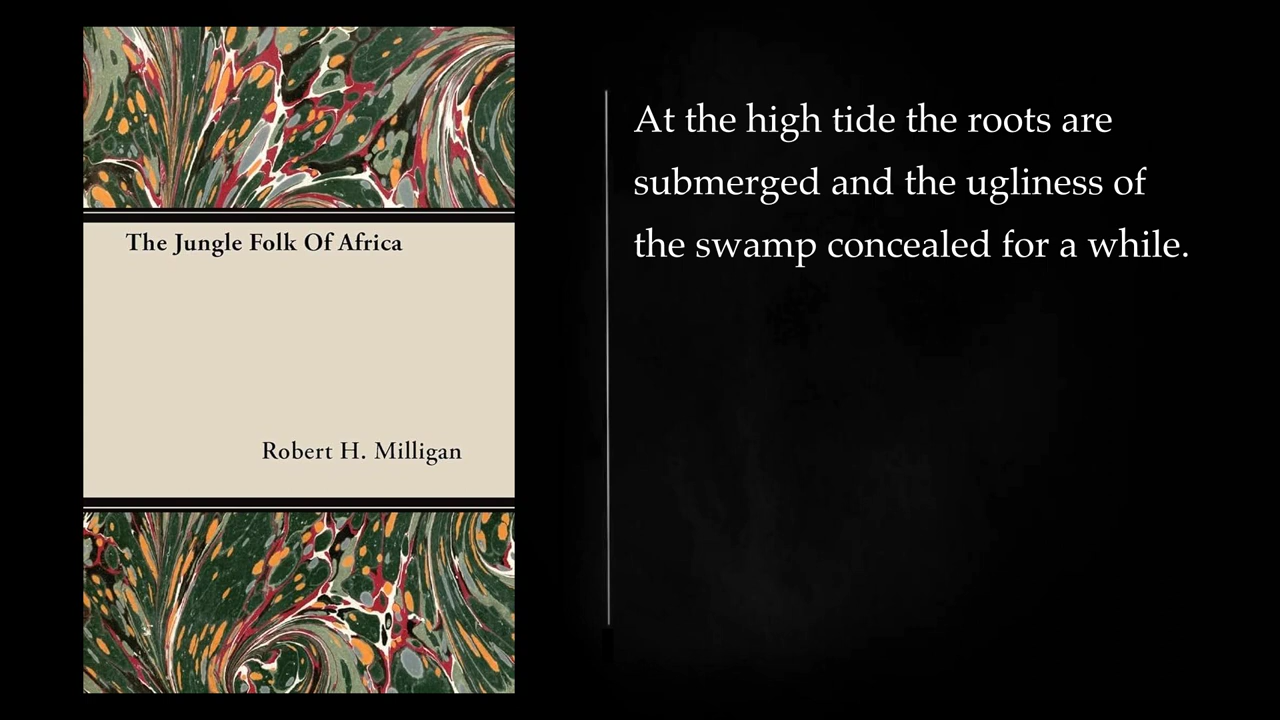 The Jungle Folk Of Africa
Robert H. Milligan
At the high tide the roots are
submerged and the ugliness of
the swamp concealed for a while.